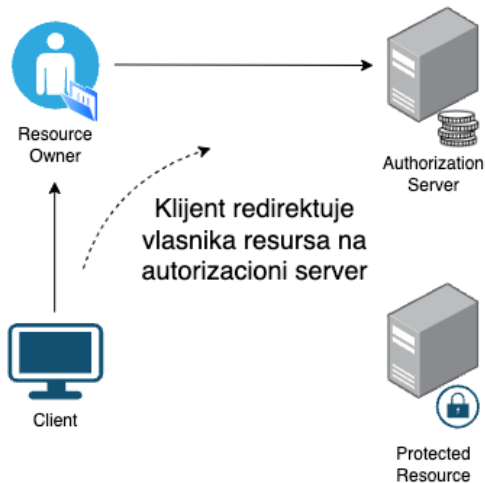 Resource
Owner
Authorization
Server
Klijent redirektuje
vlasnika resursa na
autorizacioni server
Client
Protected
Resource